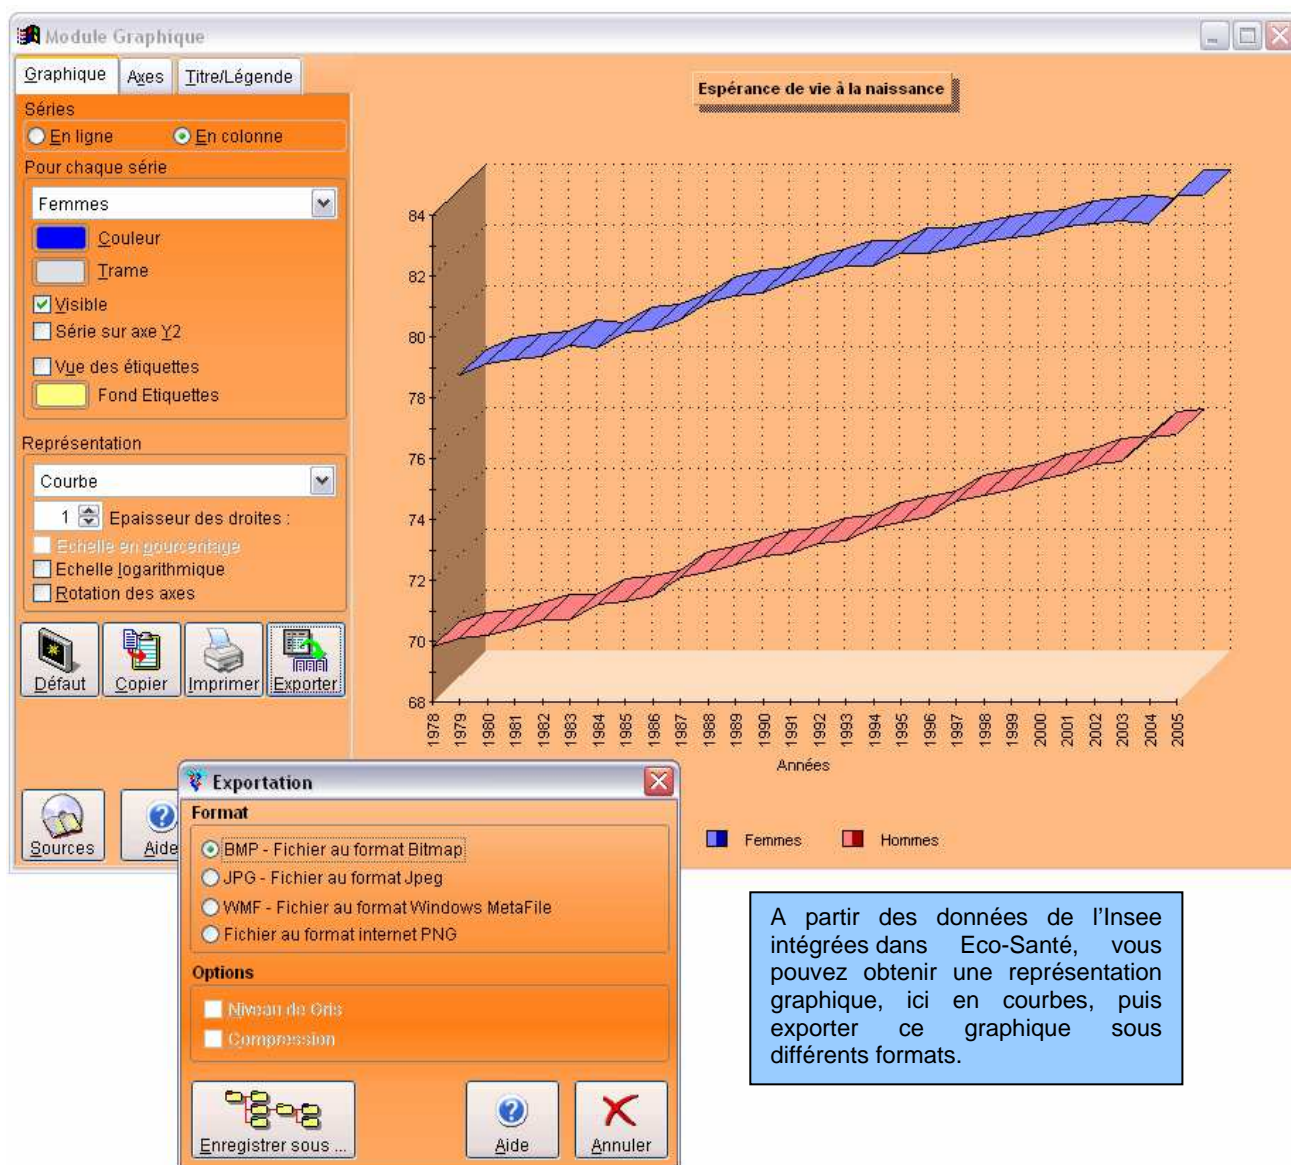 Module Graphique
Graphique
Axes
Titre/Légende
Séries
En ligne
En colonne
Pour chaque série
Femmes
Couleur
Trame
Visible
Série sur axe Y2
Vue des étiquettes
Fond Etiquettes
Représentation
Courbe
1 Epaisseur des droites :
Echelle en pourcentage
Echelle logarithmique
Rotation des axes
Défaut
Copier
Imprimer
Exporter
Sources
Aide
Espérance de vie à la naissance
84
82
80
78
76
74
72
70
68
1978
1979
1980
1981
1982
1983
1984
1985
1986
1987
1988
1989
1990
1991
1992
1993
1994
1995
1996
1997
1998
1999
2000
2001
2002
2003
2004
2005
Années
Femmes
Hommes
Exportation
Format
BMP - Fichier au format Bitmap
JPG - Fichier au format Jpeg
WMF - Fichier au format Windows MetaFile
Fichier au format internet PNG
Options
Niveau de Gris
Compression
Enregistrer sous ...
Aide
Annuler
A partir des données de l'Insee
intégrées dans Eco-Santé, vous
pouvez obtenir une représentation
graphique, ici en courbes, puis
exporter ce graphique sous
différents formats.